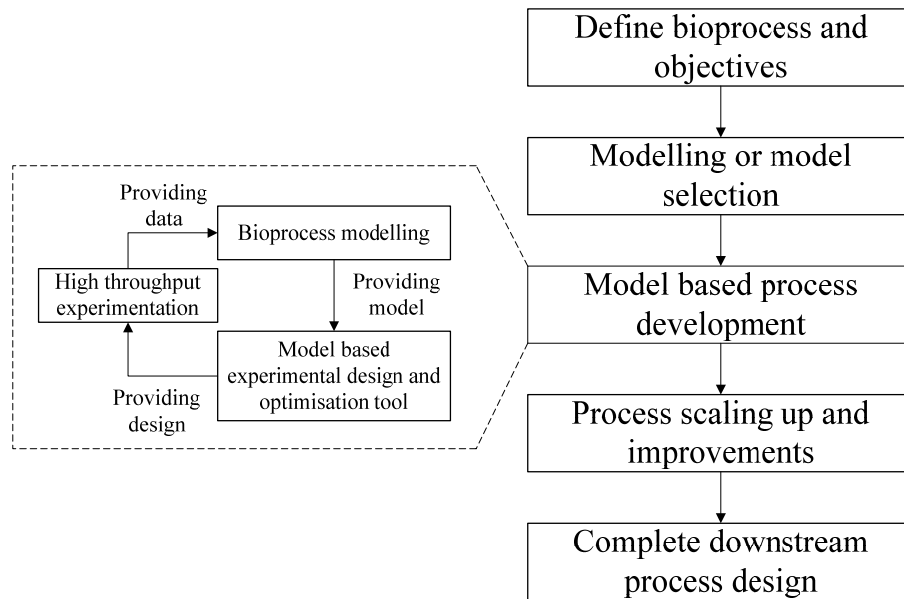 Define bioprocess and
objectives
Modelling or model
selection
Providing
data
Bioprocess modelling
High throughput
experimentation
Providing
model
Model based process
development
Model based
experimental design and
optimisation tool
Providing
design
Process scaling up and
improvements
Complete downstream
process design